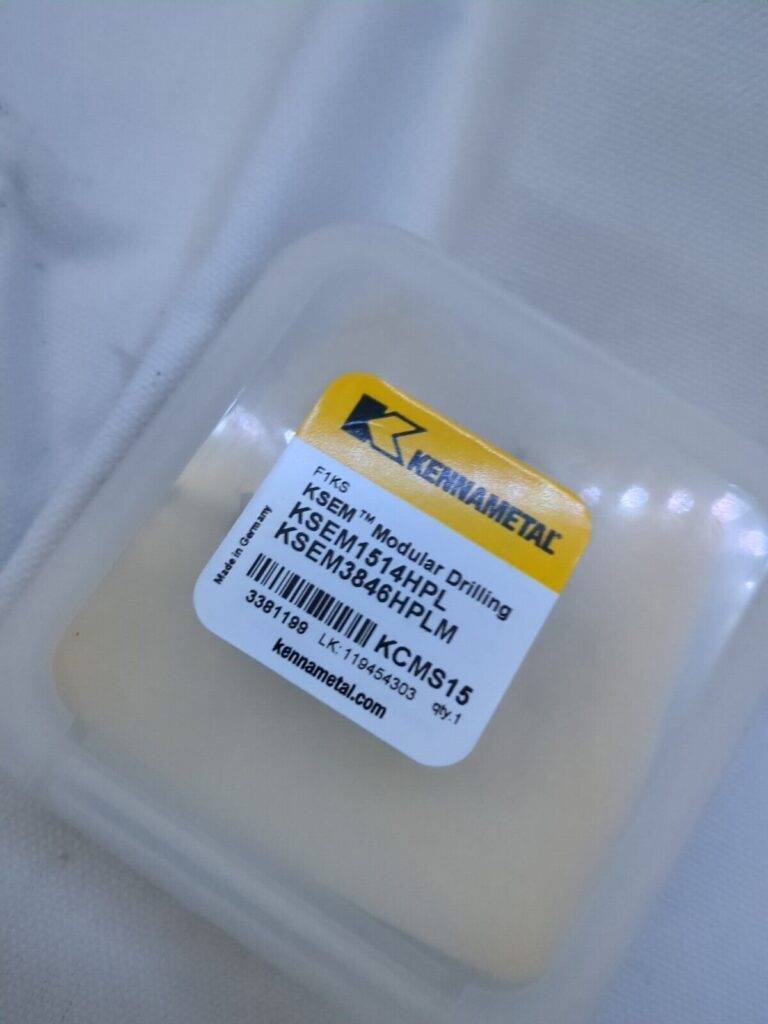 KENNAMETAL
F1KS
KSEM™ Modular Drilling
KSEM1514HPL
KSEM3846HPLM
Made in Germany
KCMS15
3381199 LK: 119454303 qty.1
kennametal.com